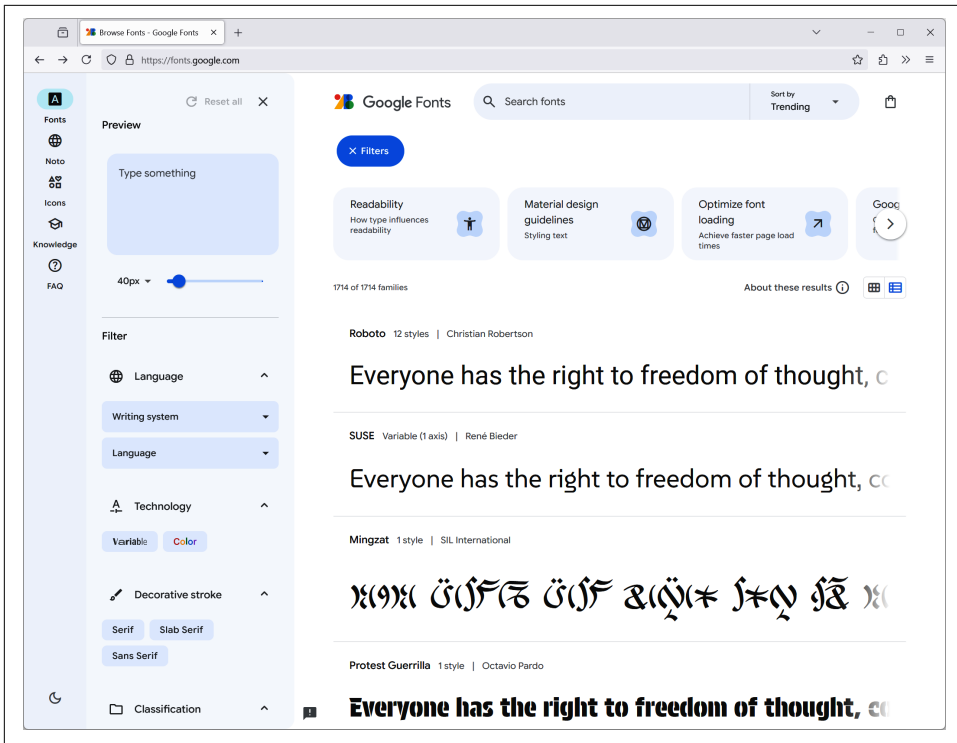 Browse Fonts - Google Fonts
https://fonts.google.com
Fonts
Noto
Icons
Knowledge
FAQ
Reset all
Preview
Type something
40px
Filter
Language
Writing system
Language
Technology
Variable
Color
Decorative stroke
Serif
Slab Serif
Sans Serif
Classification
Google Fonts
Search fonts
Sort by
Trending
Filters
Readability
How type influences
readability
Material design
guidelines
Styling text
Optimize font
loading
Achieve faster page load
times
Goog
1714 of 1714 families
About these results
Roboto 12 styles | Christian Robertson
Everyone has the right to freedom of thought, c
SUSE Variable (1 axis) | René Bieder
Everyone has the right to freedom of thought, co
Mingzat 1 style | SIL International
Protest Guerrilla 1 style | Octavio Pardo
Everyone has the right to freedom of thought, co